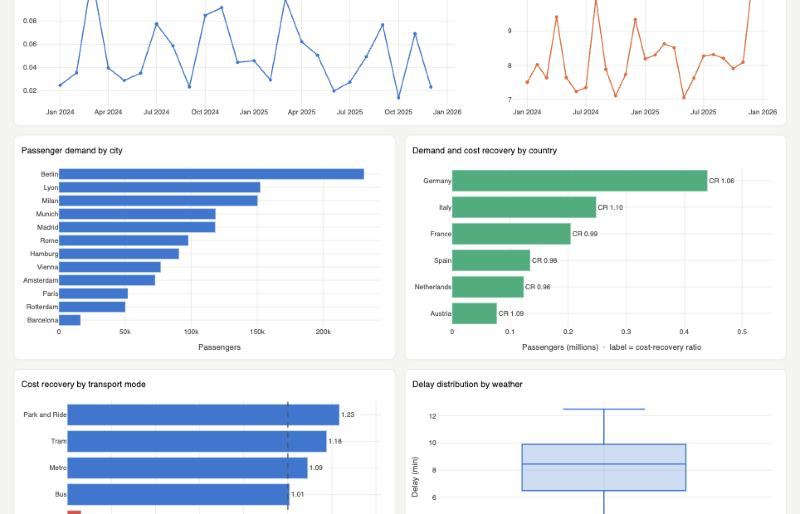 0.08
0.06
0.04
0.02
Jan 2024 Apr 2024 Jul 2024 Oct 2024 Jan 2025 Apr 2025 Jul 2025 Oct 2025 Jan 2026
9
8
7
Jan 2024 Jul 2024 Jan 2025 Jul 2025 Jan 2026
Passenger demand by city
Berlin
Lyon
Milan
Munich
Madrid
Rome
Hamburg
Vienna
Amsterdam
Paris
Rotterdam
Barcelona
0 50k 100k 150k 200k
Passengers
Demand and cost recovery by country
Germany CR 1.06
Italy CR 1.10
France CR 0.99
Spain CR 0.98
Netherlands CR 0.96
Austria CR 1.09
0 0.1 0.2 0.3 0.4 0.5
Passengers (millions) · label = cost-recovery ratio
Cost recovery by transport mode
Park and Ride 1.23
Tram 1.18
Metro 1.09
Bus 1.01
Delay distribution by weather
12
10
8
6
Delay (min)